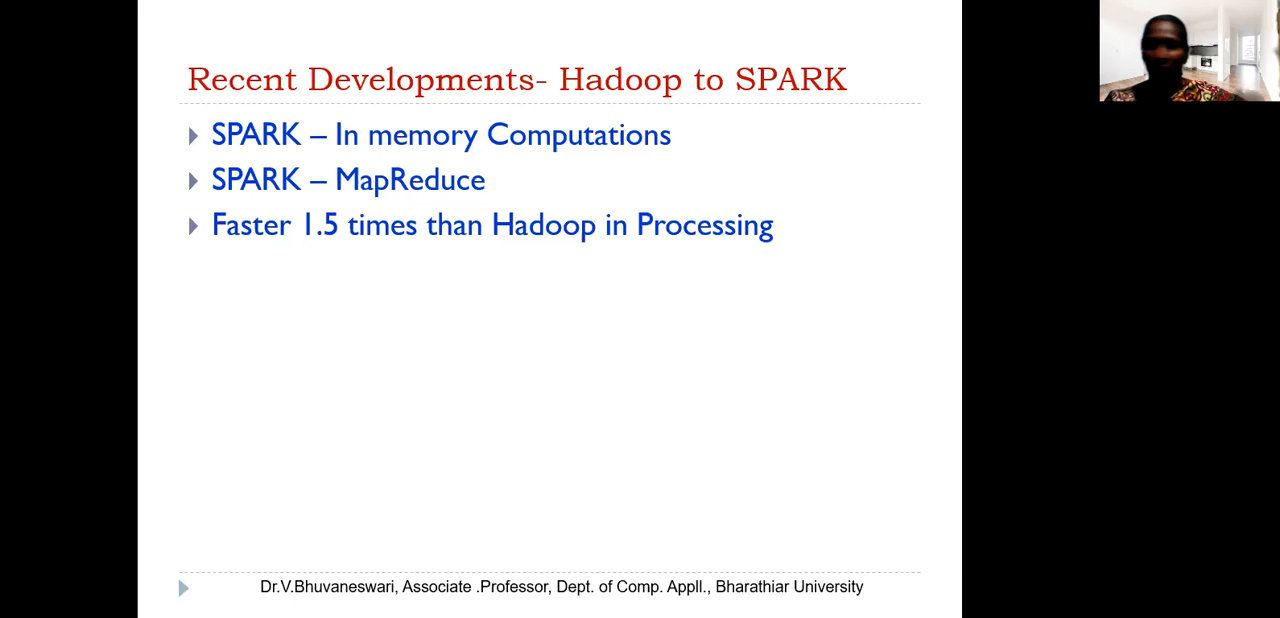 Recent Developments- Hadoop to SPARK
SPARK – In memory Computations
SPARK – MapReduce
Faster 1.5 times than Hadoop in Processing
Dr.V.Bhuvaneswari, Associate .Professor, Dept. of Comp. Appll., Bharathiar University